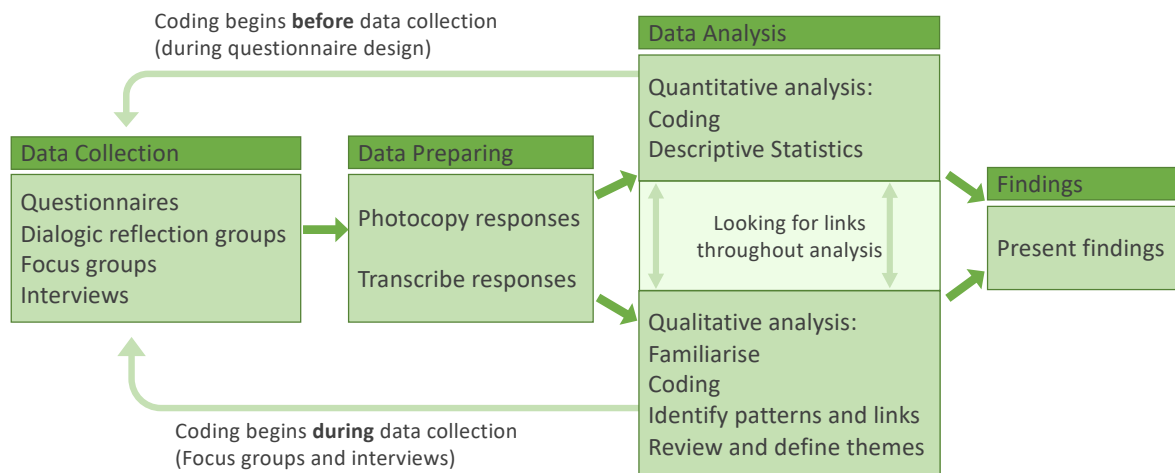 Coding begins before data collection
(during questionnaire design)
Data Collection
Questionnaires
Dialogic reflection groups
Focus groups
Interviews
Data Preparing
Photocopy responses
Transcribe responses
Data Analysis
Quantitative analysis:
Coding
Descriptive Statistics
Looking for links
throughout analysis
Qualitative analysis:
Familiarise
Coding
Identify patterns and links
Review and define themes
Findings
Present findings
Coding begins during data collection
(Focus groups and interviews)